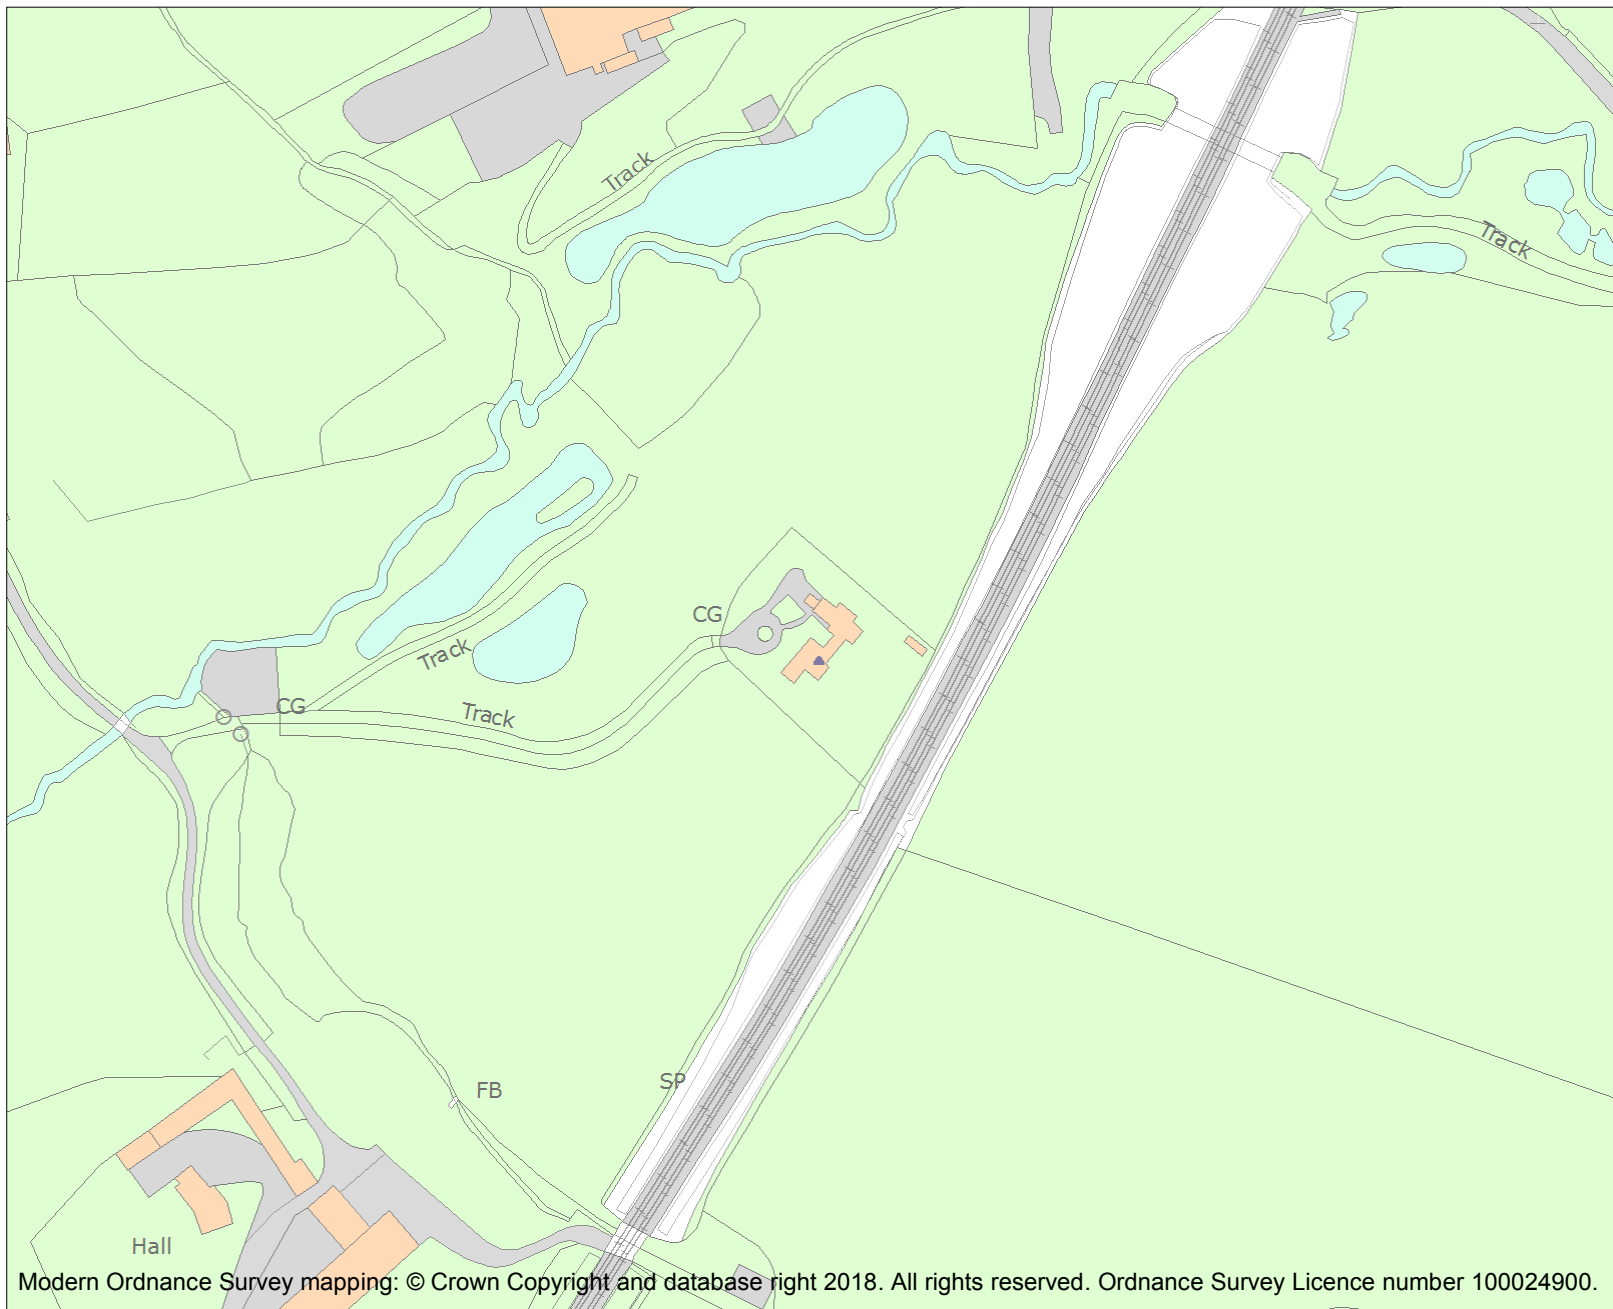 Track
Track
CG
Track
CG
Track
SP
FB
Hall
Modern Ordnance Survey mapping: © Crown Copyright and database right 2018. All rights reserved. Ordnance Survey Licence number 100024900.